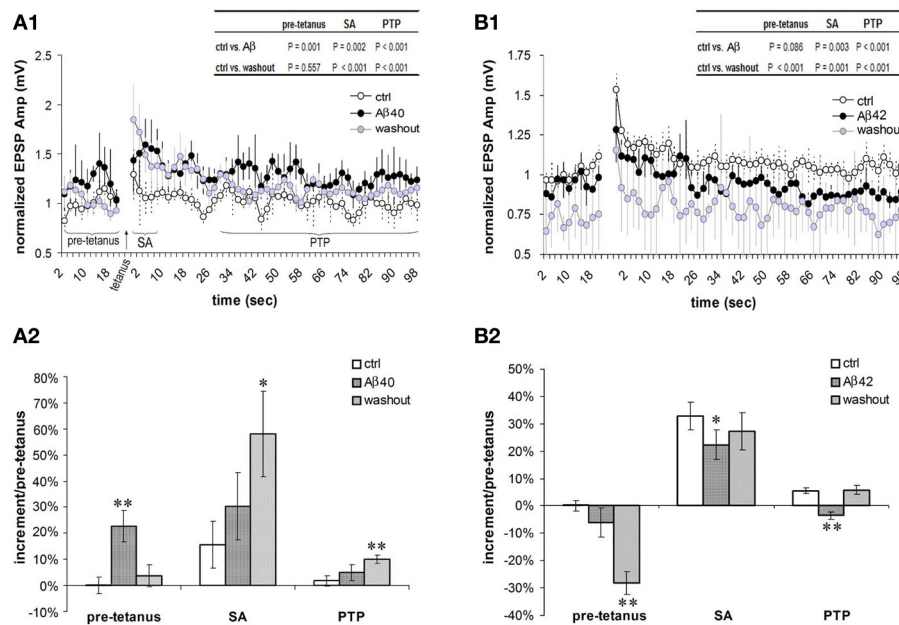 A1
pre-tetanus SA PTP
ctrl vs. Aβ P = 0.001 P = 0.002 P < 0.001
ctrl vs. washout P = 0.557 P < 0.001 P < 0.001
normalized EPSP Amp (mV)
2.5
2
1.5
1
0.5
ctrl
Aβ40
washout
pre-tetanus
tetanus
SA
PTP
2 10 18 2 10 18 26 34 42 50 58 66 74 82 90 98
time (sec)
B1
pre-tetanus SA PTP
ctrl vs. Aβ P = 0.086 P = 0.003 P < 0.001
ctrl vs. washout P < 0.001 P = 0.001 P < 0.001
normalized EPSP Amp (mV)
1.75
1.5
1.25
1
0.75
0.5
ctrl
Aβ42
washout
2 10 18 2 10 18 26 34 42 50 58 66 74 82 90 98
time (sec)
A2
increment/pre-tetanus
80%
70%
60%
50%
40%
30%
20%
10%
0%
-10%
ctrl
Aβ40
washout
**
*
**
pre-tetanus SA PTP
B2
increment/pre-tetanus
50%
40%
30%
20%
10%
0%
-10%
-20%
-30%
-40%
ctrl
Aβ42
washout
**
*
**
pre-tetanus SA PTP